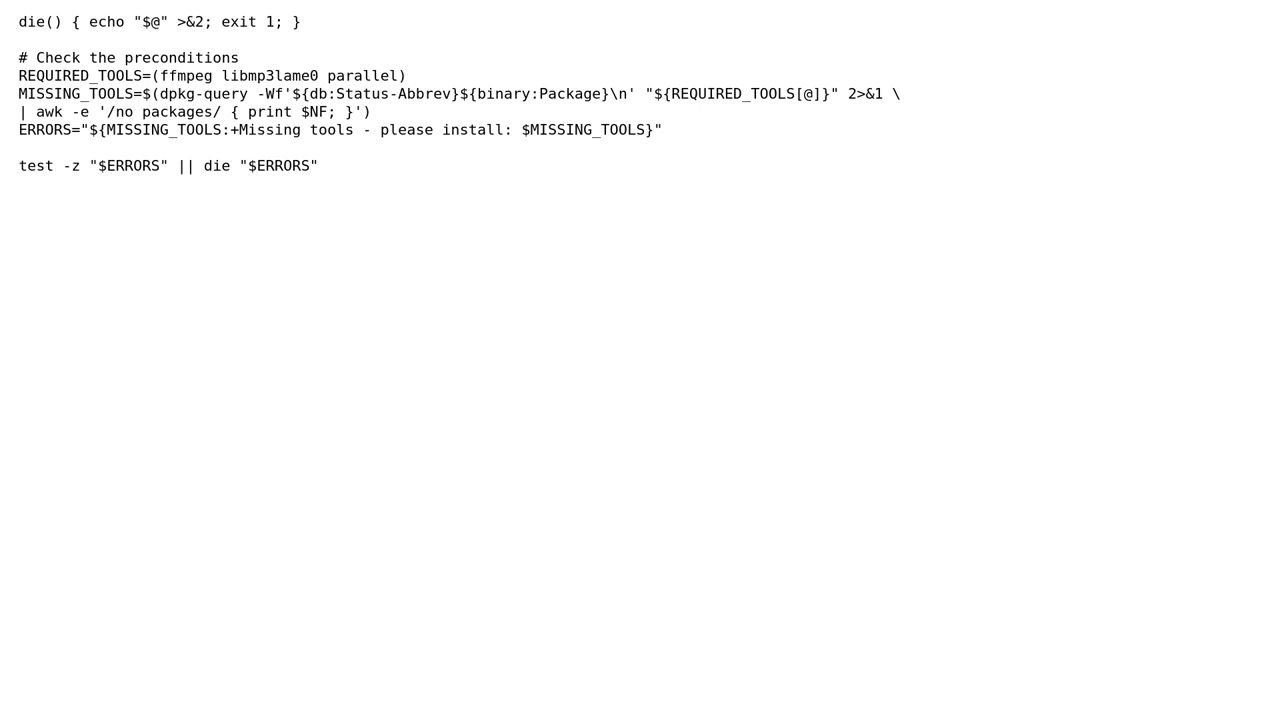 die() { echo "$@" >&2; exit 1; }

# Check the preconditions
REQUIRED_TOOLS=(ffmpeg libmp3lame0 parallel)
MISSING_TOOLS=$(dpkg-query -Wf'${db:Status-Abbrev}${binary:Package}\n' "${REQUIRED_TOOLS[@]}" 2>&1 \
| awk -e '/no packages/ { print $NF; }')
ERRORS="${MISSING_TOOLS:+Missing tools - please install: $MISSING_TOOLS}"

test -z "$ERRORS" || die "$ERRORS"